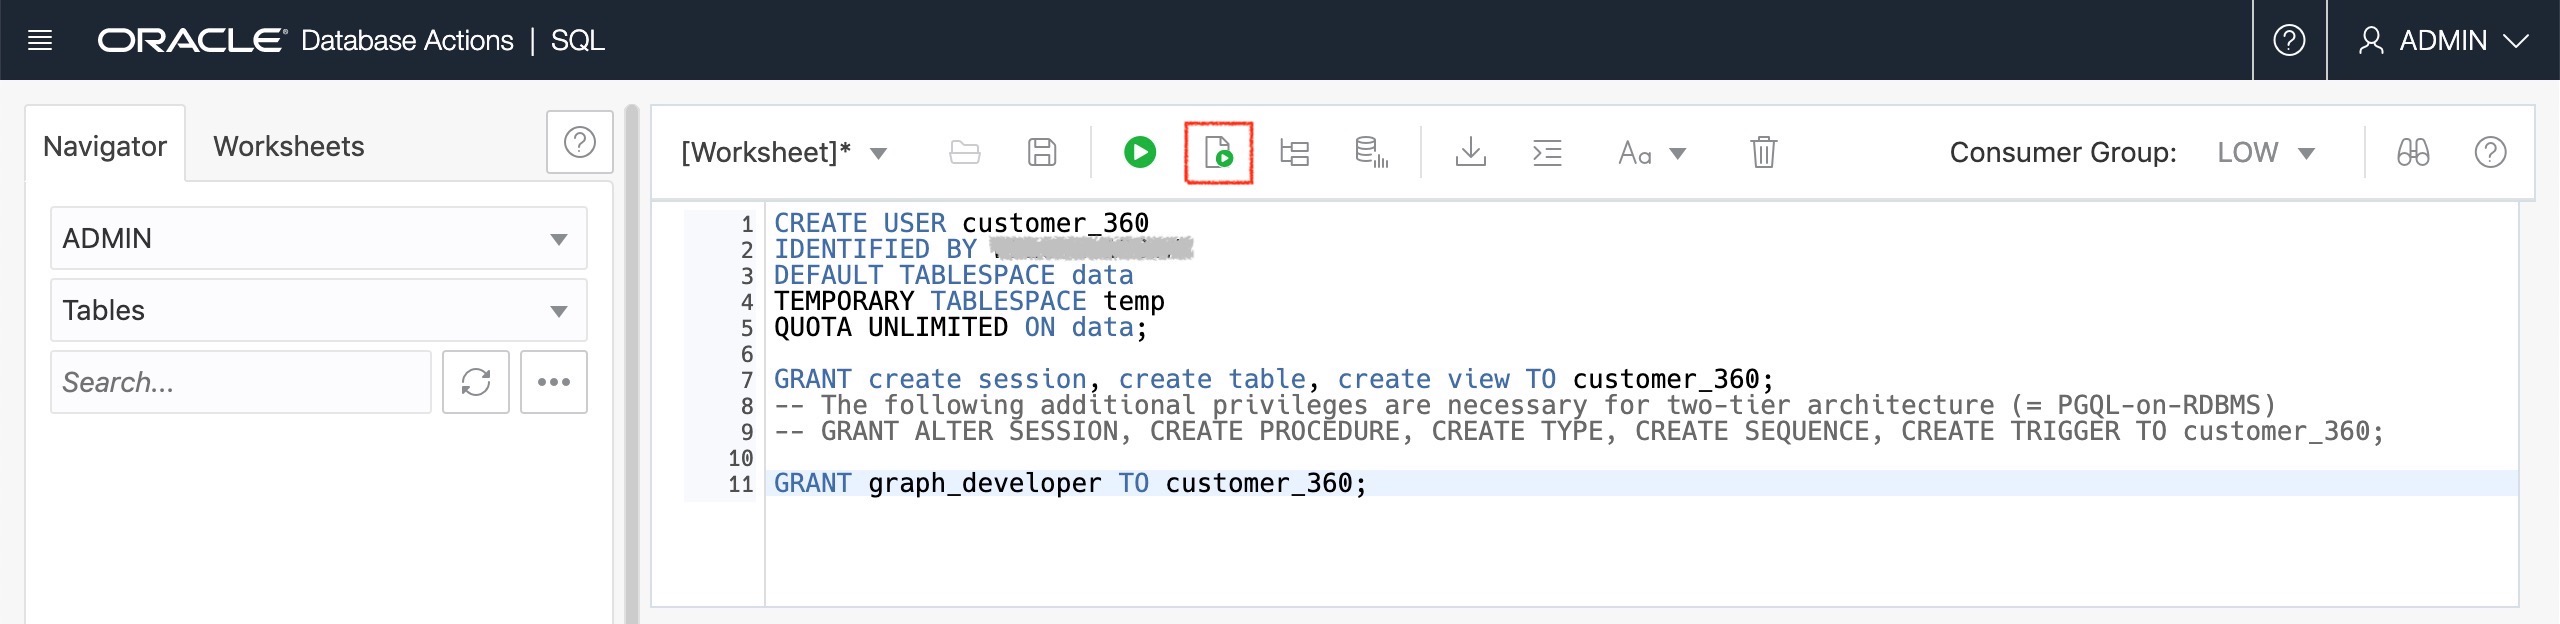 ORACLE Database Actions | SQL
ADMIN
Navigator
Worksheets
[Worksheet]*
Aa
Consumer Group:
LOW
ADMIN
Tables
Search...
1 CREATE USER customer_360
2 IDENTIFIED BY
3 DEFAULT TABLESPACE data
4 TEMPORARY TABLESPACE temp
5 QUOTA UNLIMITED ON data;
6
7 GRANT create session, create table, create view TO customer_360;
8 -- The following additional privileges are necessary for two-tier architecture (= PGQL-on-RDBMS)
9 -- GRANT ALTER SESSION, CREATE PROCEDURE, CREATE TYPE, CREATE SEQUENCE, CREATE TRIGGER TO customer_360;
10
11 GRANT graph_developer TO customer_360;